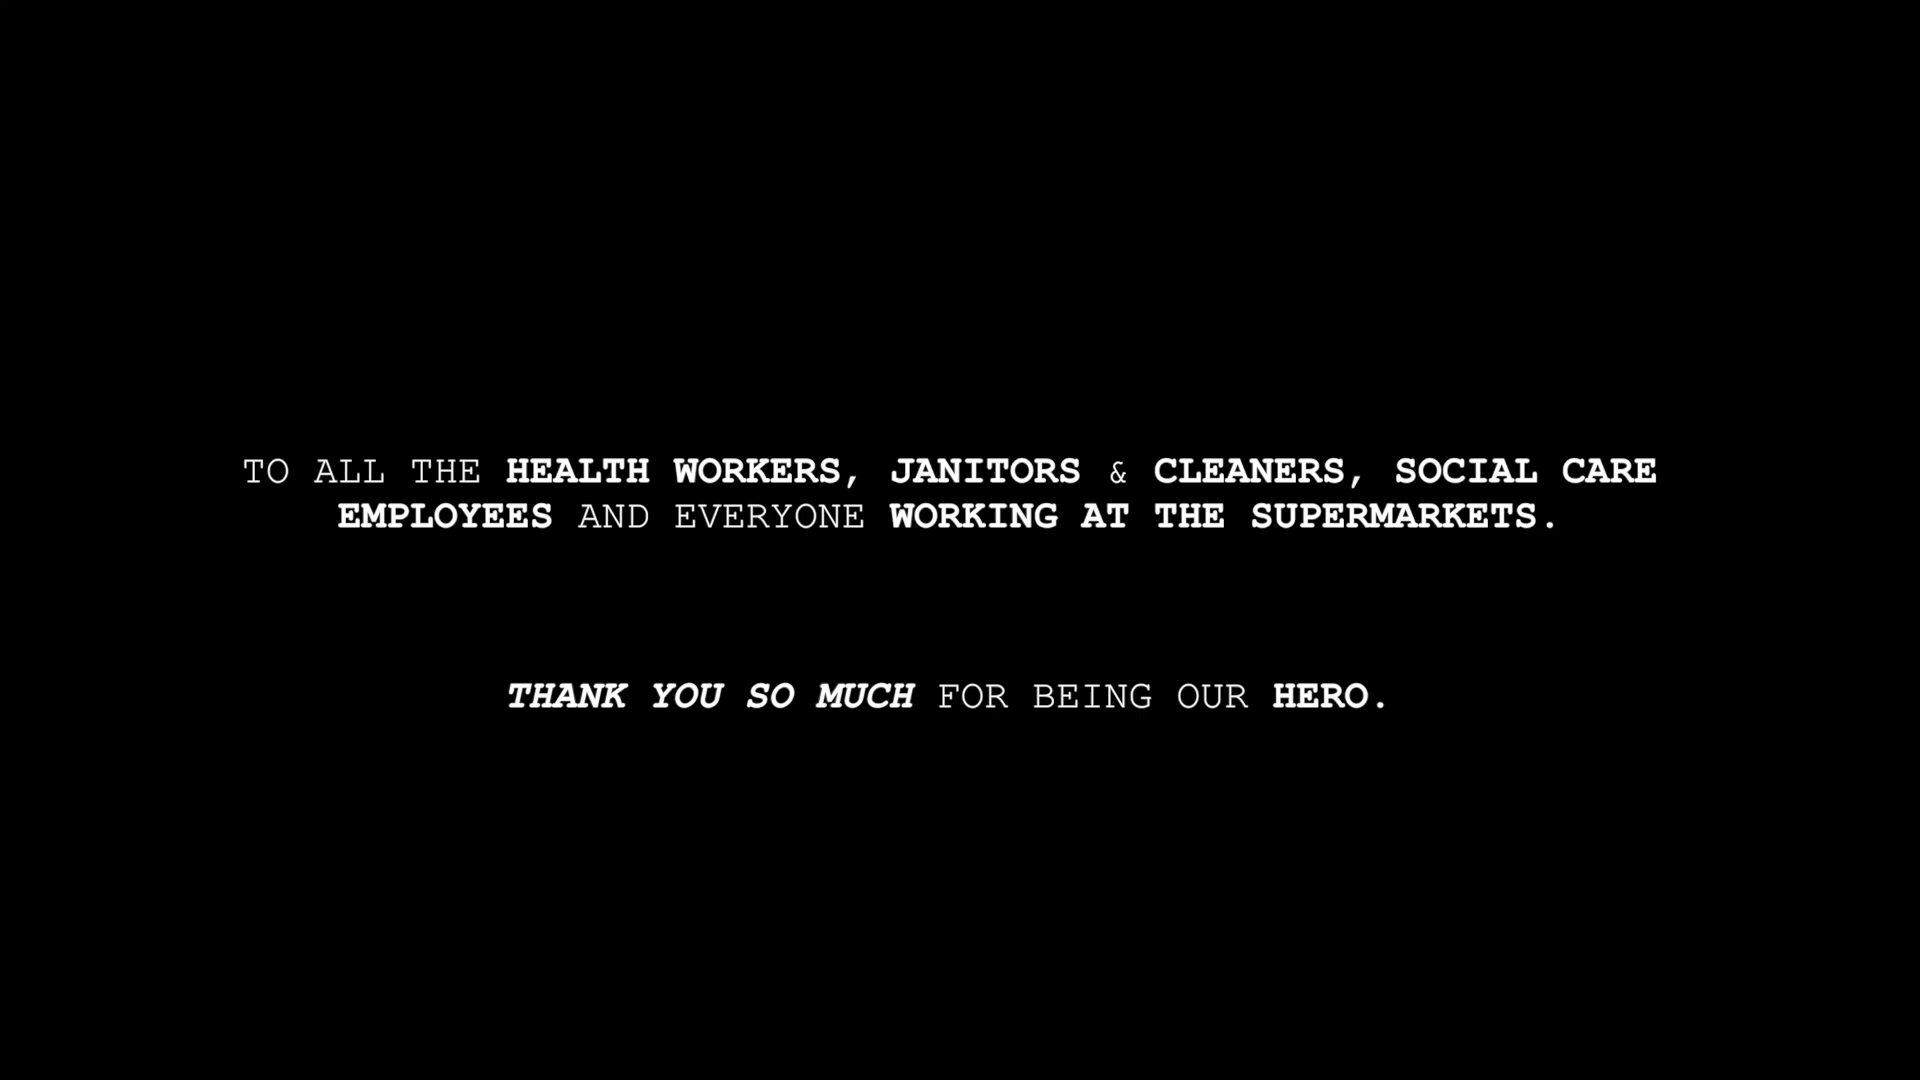 TO ALL THE HEALTH WORKERS, JANITORS & CLEANERS, SOCIAL CARE
EMPLOYEES AND EVERYONE WORKING AT THE SUPERMARKETS.
THANK YOU SO MUCH FOR BEING OUR HERO.